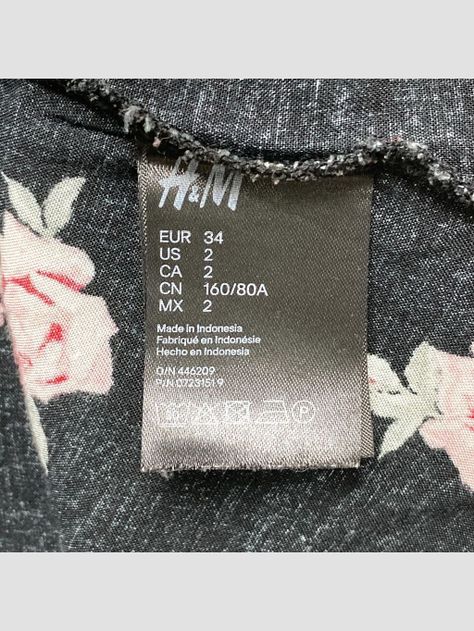 H&M
EUR 34
US 2
CA 2
CN 160/80A
MX 2
Made in Indonesia
Fabriqué en Indonésie
Hecho en Indonesia
O/N 446209
P/N 07231519